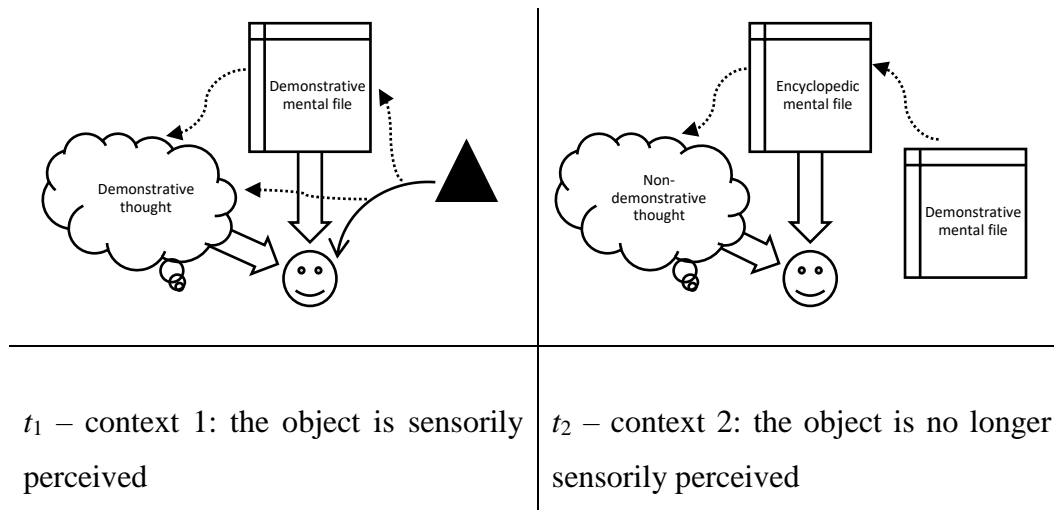 Demonstrative
mental file
Demonstrative
thought
Encyclopedic
mental file
Non-
demonstrative
thought
Demonstrative
mental file
t₁ – context 1: the object is sensorily
perceived
t₂ – context 2: the object is no longer
sensorily perceived